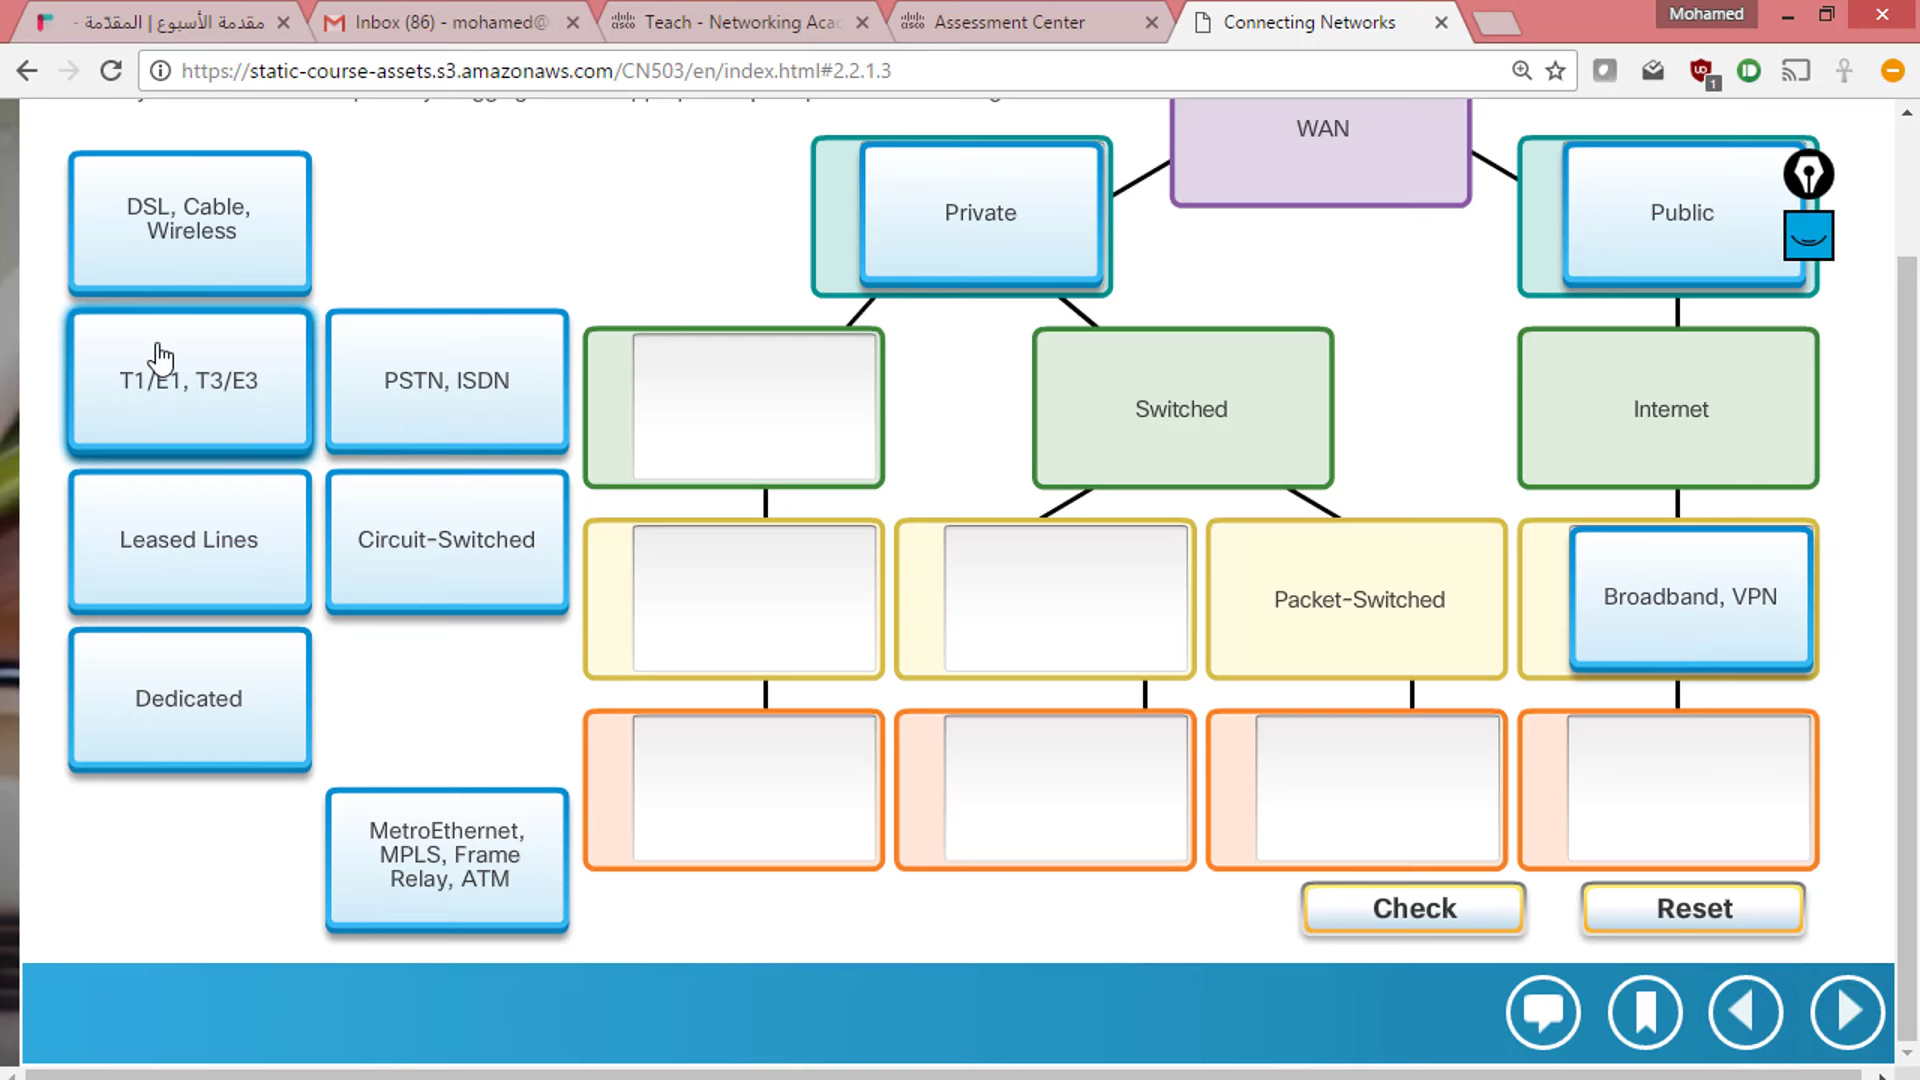 مقدمة الأسبوع | المقدّمة -
Inbox (86) - mohamed@
Teach - Networking Aca
Assessment Center
Connecting Networks
Mohamed
https://static-course-assets.s3.amazonaws.com/CN503/en/index.html#2.2.1.3
WAN
Private
Public
DSL, Cable,
Wireless
T1/E1, T3/E3
PSTN, ISDN
Switched
Internet
Leased Lines
Circuit-Switched
Packet-Switched
Broadband, VPN
Dedicated
MetroEthernet,
MPLS, Frame
Relay, ATM
Check
Reset